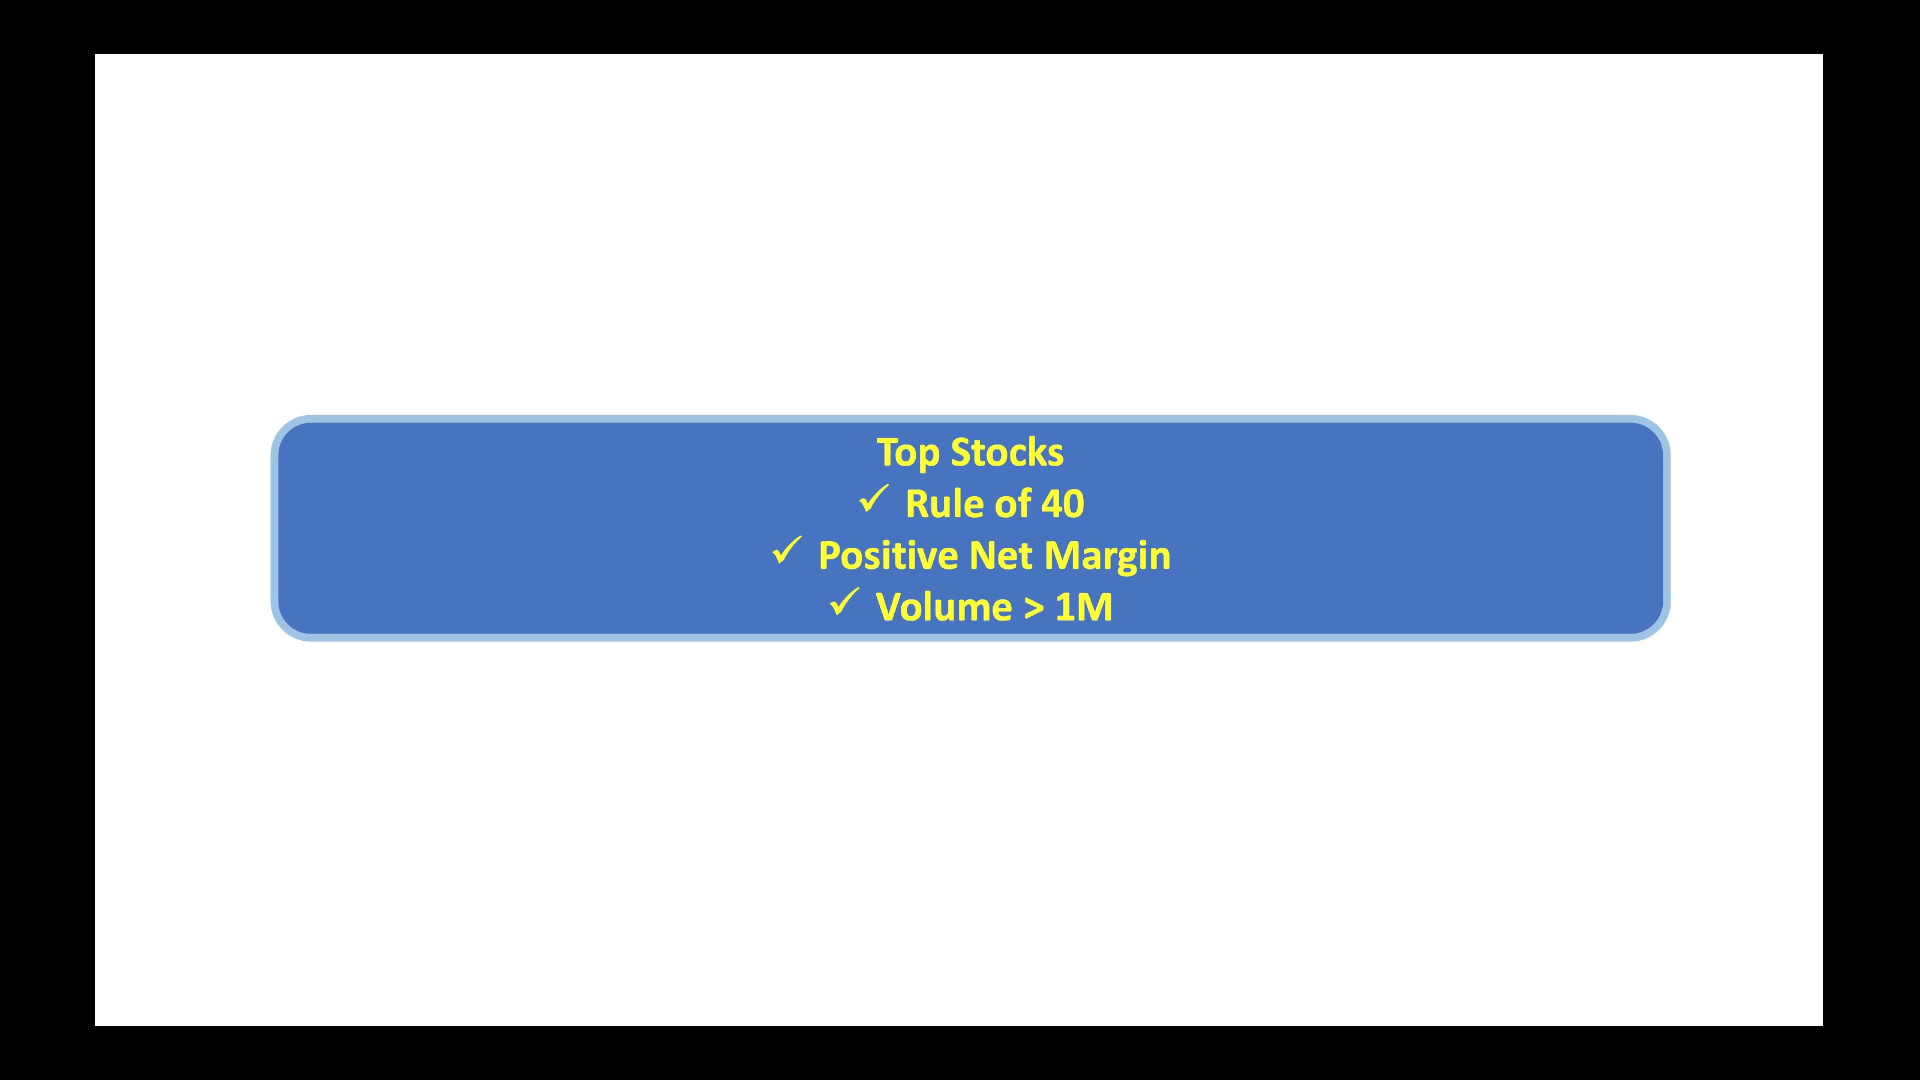 Top Stocks
✓ Rule of 40
✓ Positive Net Margin
✓ Volume > 1M